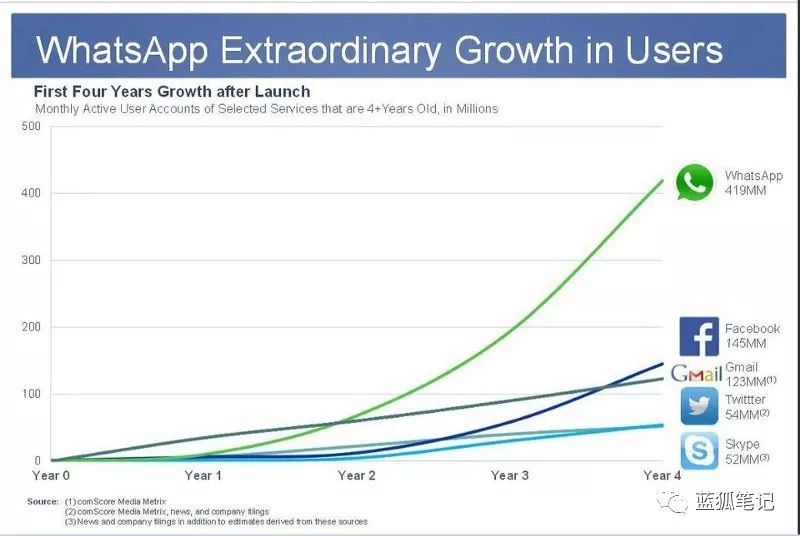 WhatsApp Extraordinary Growth in Users
First Four Years Growth after Launch
Monthly Active User Accounts of Selected Services that are 4+Years Old, in Millions
500
400
300
200
100
0
Year 0
Year 1
Year 2
Year 3
Year 4
WhatsApp
419MM
Facebook
145MM
GMail
Gmail
123MM(1)
Twittter
54MM(2)
Skype
52MM(3)
Source: (1) comScore Media Metrix
(2) comScore Media Metrix, news, and company filings
(3) News and company filings in addition to estimates derived from these sources
蓝狐笔记